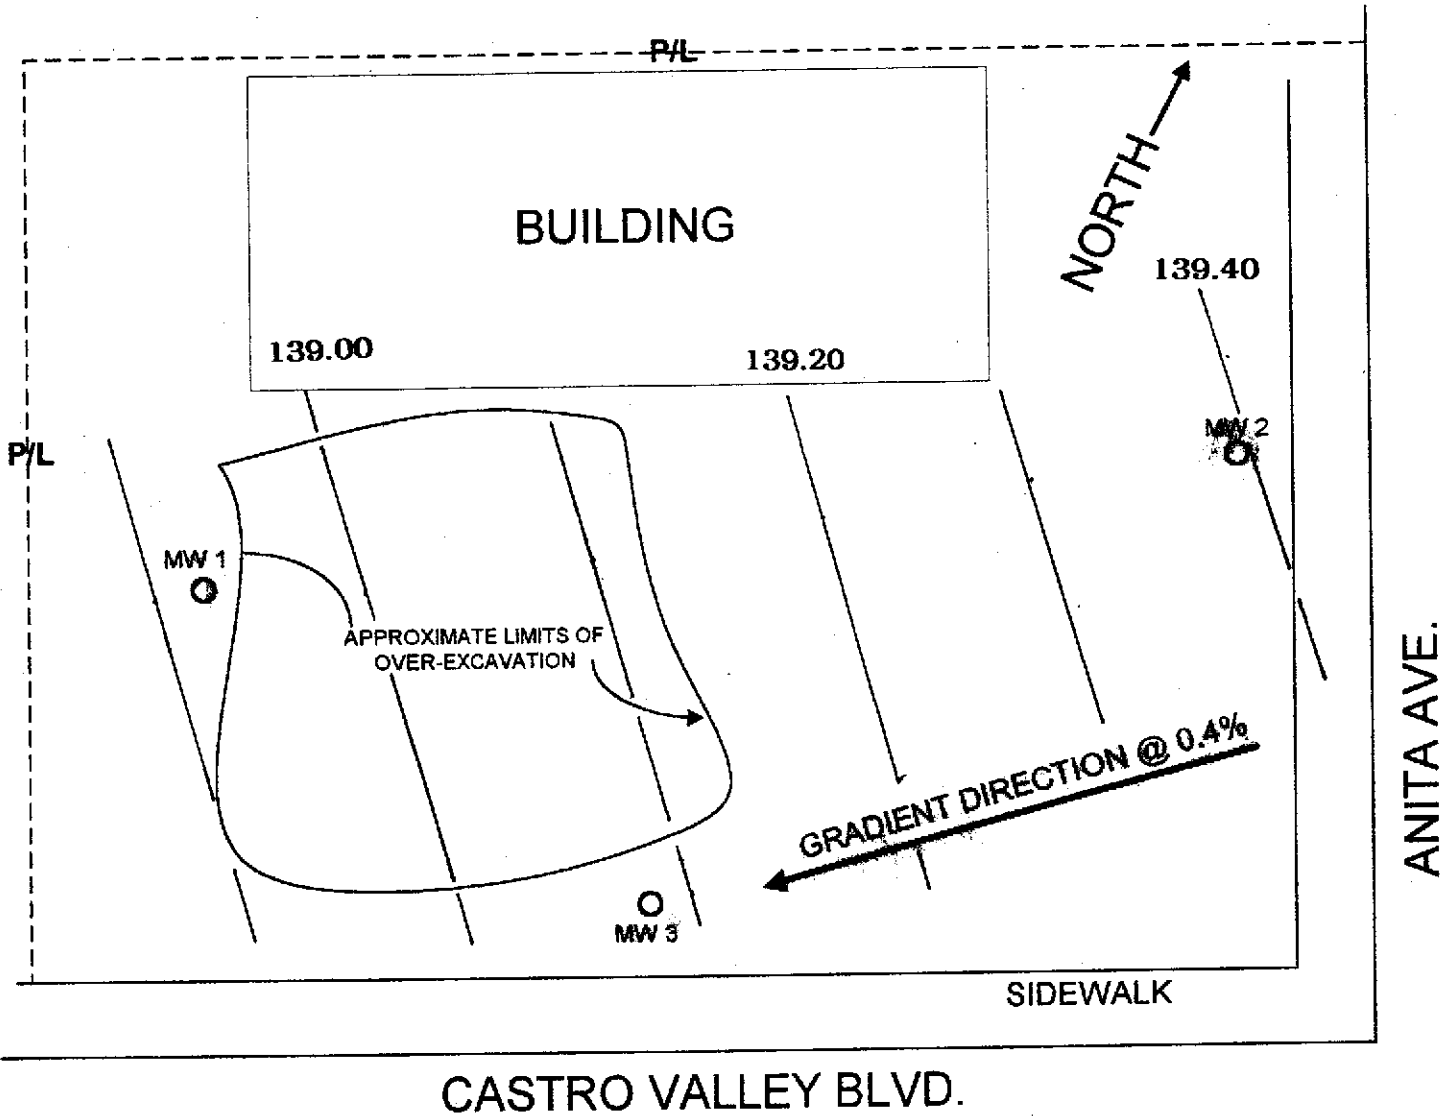 P/L
NORTH
BUILDING
139.40
139.00
139.20
MW 2
P/L
MW 1
APPROXIMATE LIMITS OF
OVER-EXCAVATION
GRADIENT DIRECTION @ 0.4%
ANITA AVE.
MW 3
SIDEWALK
CASTRO VALLEY BLVD.